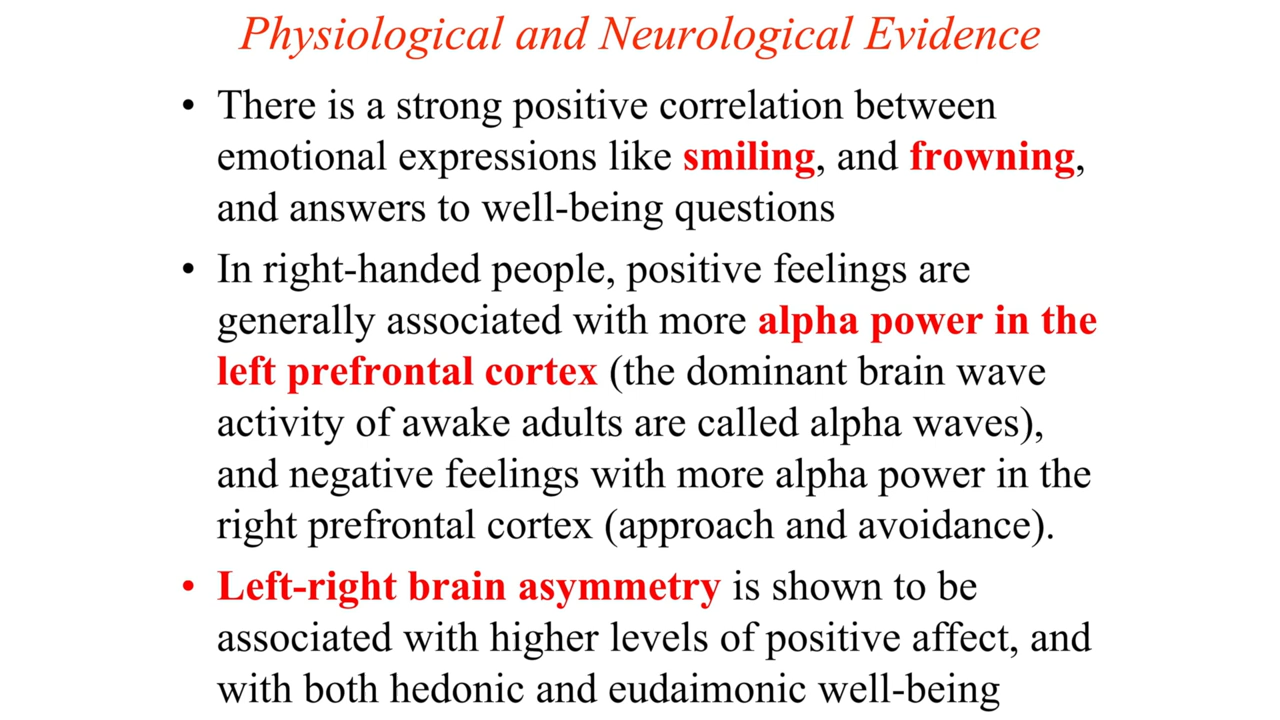 Physiological and Neurological Evidence
• There is a strong positive correlation between
emotional expressions like smiling, and frowning,
and answers to well-being questions
• In right-handed people, positive feelings are
generally associated with more alpha power in the
left prefrontal cortex (the dominant brain wave
activity of awake adults are called alpha waves),
and negative feelings with more alpha power in the
right prefrontal cortex (approach and avoidance).
• Left-right brain asymmetry is shown to be
associated with higher levels of positive affect, and
with both hedonic and eudaimonic well-being